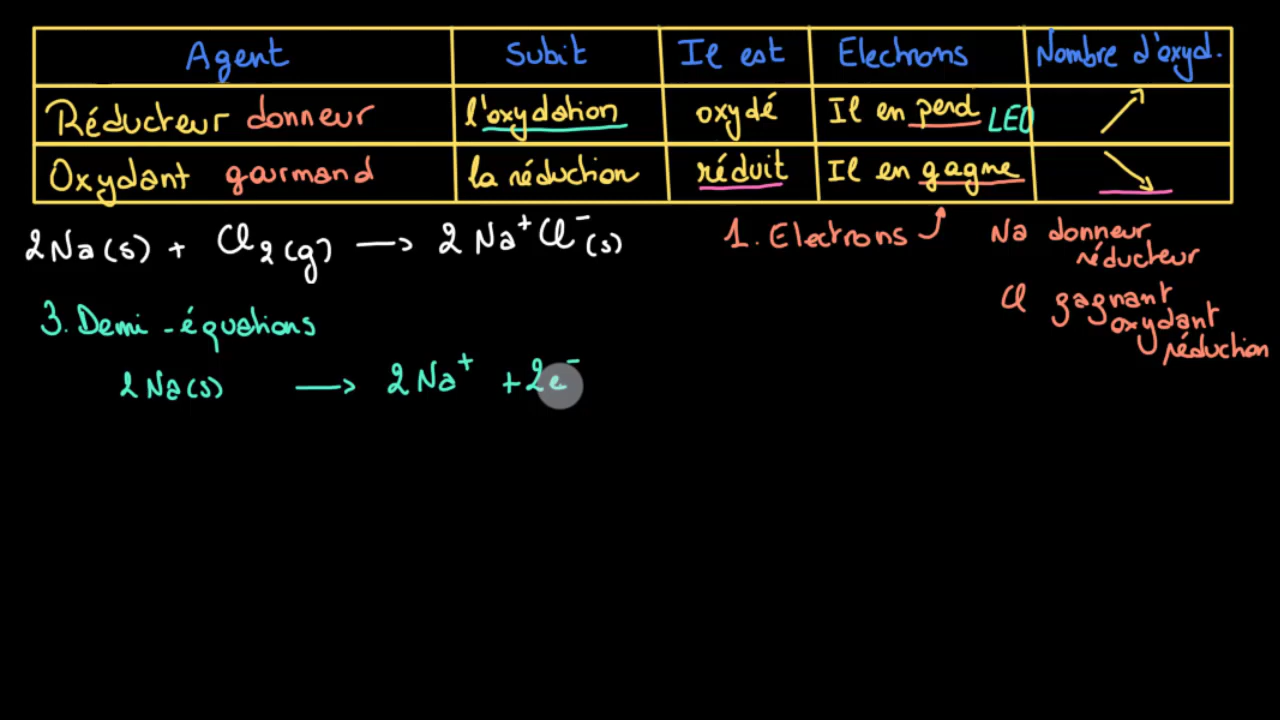 Agent Subit Il est Electrons Nombre d'oxyd.
Réducteur donneur l'oxydation oxydé Il en perd LEO
Oxydant gourmand la réduction réduit Il en gagne
2Na(s) + Cl2(g) → 2Na+Cl-(s)
1. Electrons
Na donneur
réducteur
Cl gagnant
oxydant
réduction
3. Demi-équations
2Na(s) → 2Na+ + 2e-